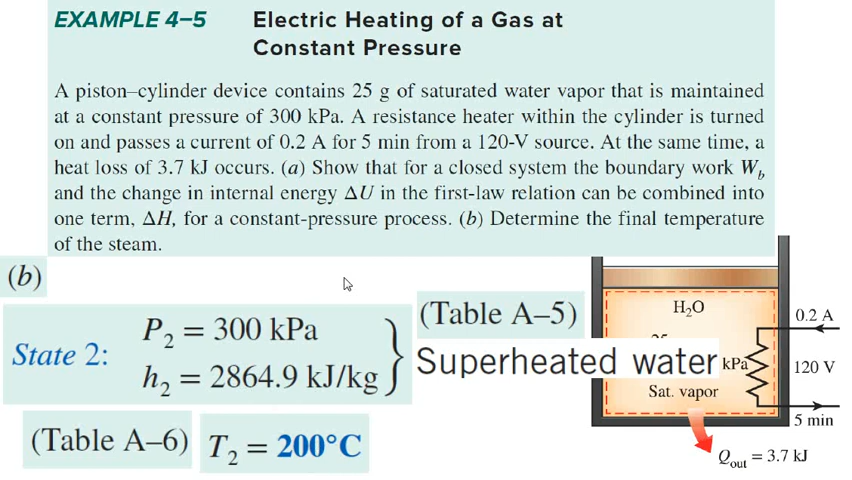 EXAMPLE 4–5 Electric Heating of a Gas at
Constant Pressure
A piston–cylinder device contains 25 g of saturated water vapor that is maintained
at a constant pressure of 300 kPa. A resistance heater within the cylinder is turned
on and passes a current of 0.2 A for 5 min from a 120-V source. At the same time, a
heat loss of 3.7 kJ occurs. (a) Show that for a closed system the boundary work W_b
and the change in internal energy ΔU in the first-law relation can be combined into
one term, ΔH, for a constant-pressure process. (b) Determine the final temperature
of the steam.
(b)
State 2:
P₂ = 300 kPa
h₂ = 2864.9 kJ/kg
}
(Table A–5)
Superheated water
(Table A–6)
T₂ = 200°C
H₂O
kPa
Sat. vapor
0.2 A
120 V
5 min
Q_out = 3.7 kJ